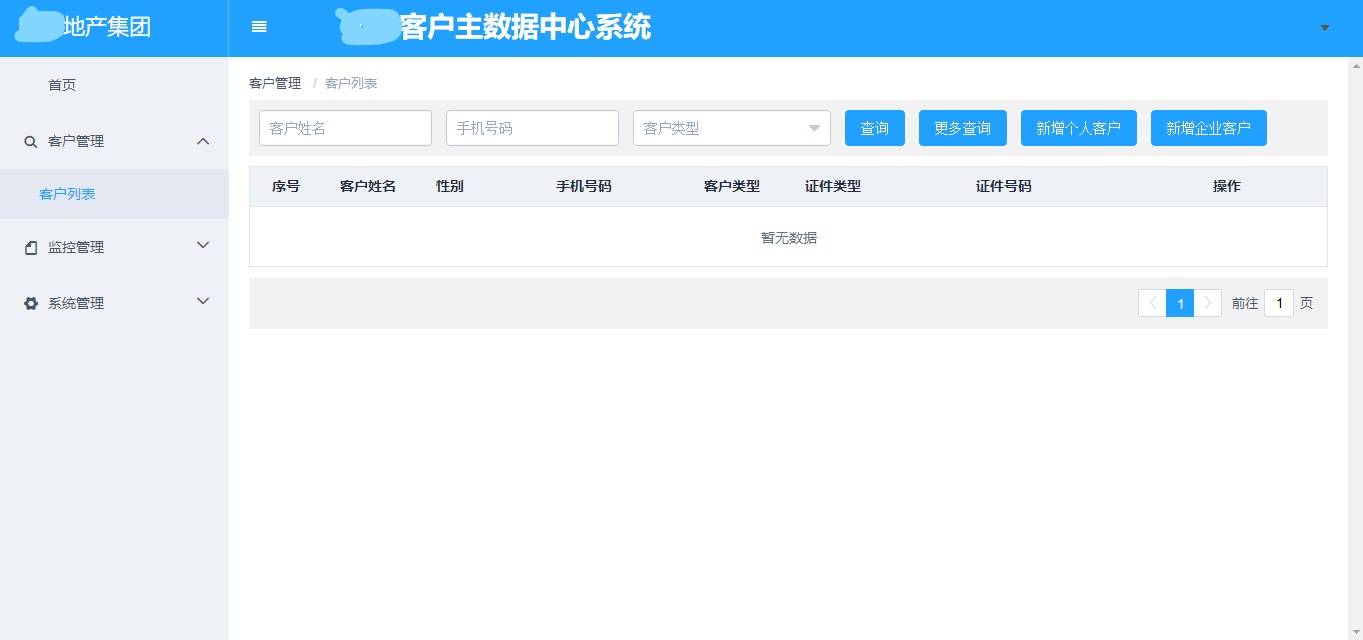 地产集团
客户主数据中心系统
首页
客户管理
客户列表
监控管理
系统管理
客户管理 / 客户列表
客户姓名 手机号码 客户类型 查询 更多查询 新增个人客户 新增企业客户
序号 客户姓名 性别 手机号码 客户类型 证件类型 证件号码 操作
暂无数据
1 前往 1 页